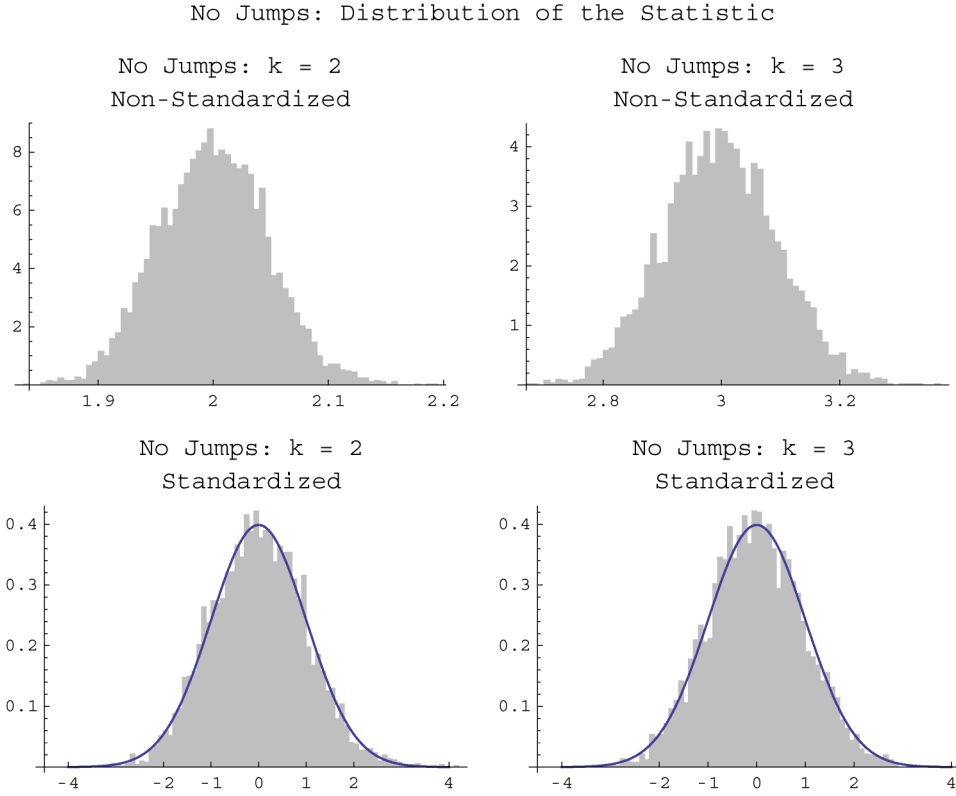 No Jumps: Distribution of the Statistic
No Jumps: k = 2
Non-Standardized
8
6
4
2
1.9 2 2.1 2.2
No Jumps: k = 3
Non-Standardized
4
3
2
1
2.8 3 3.2
No Jumps: k = 2
Standardized
0.4
0.3
0.2
0.1
-4 -2 -1 0 1 2 4
No Jumps: k = 3
Standardized
0.4
0.3
0.2
0.1
-4 -2 -1 0 1 2 4